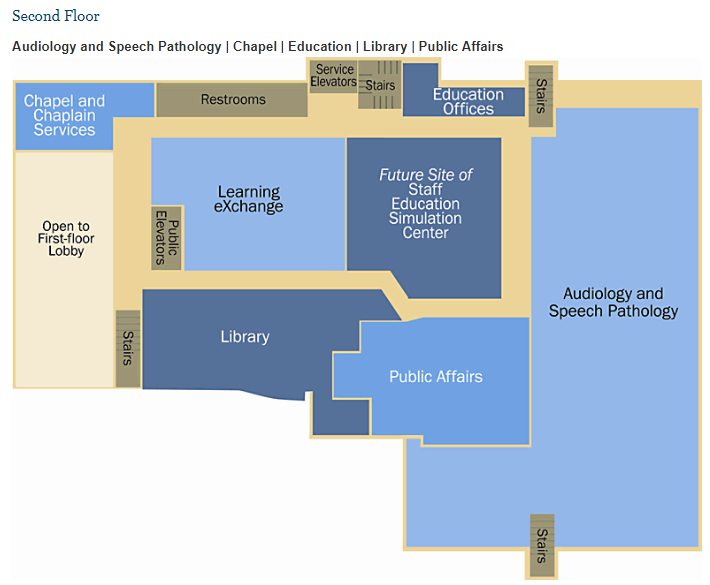 Second Floor
Audiology and Speech Pathology | Chapel | Education | Library | Public Affairs
Service
Elevators
Stairs
Education
Offices
Stairs
Chapel and
Chaplain
Services
Restrooms
Learning
eXchange
Future Site of
Staff
Education
Simulation
Center
Public
Elevators
Open to
First-floor
Lobby
Audiology and
Speech Pathology
Stairs
Library
Public Affairs
Stairs